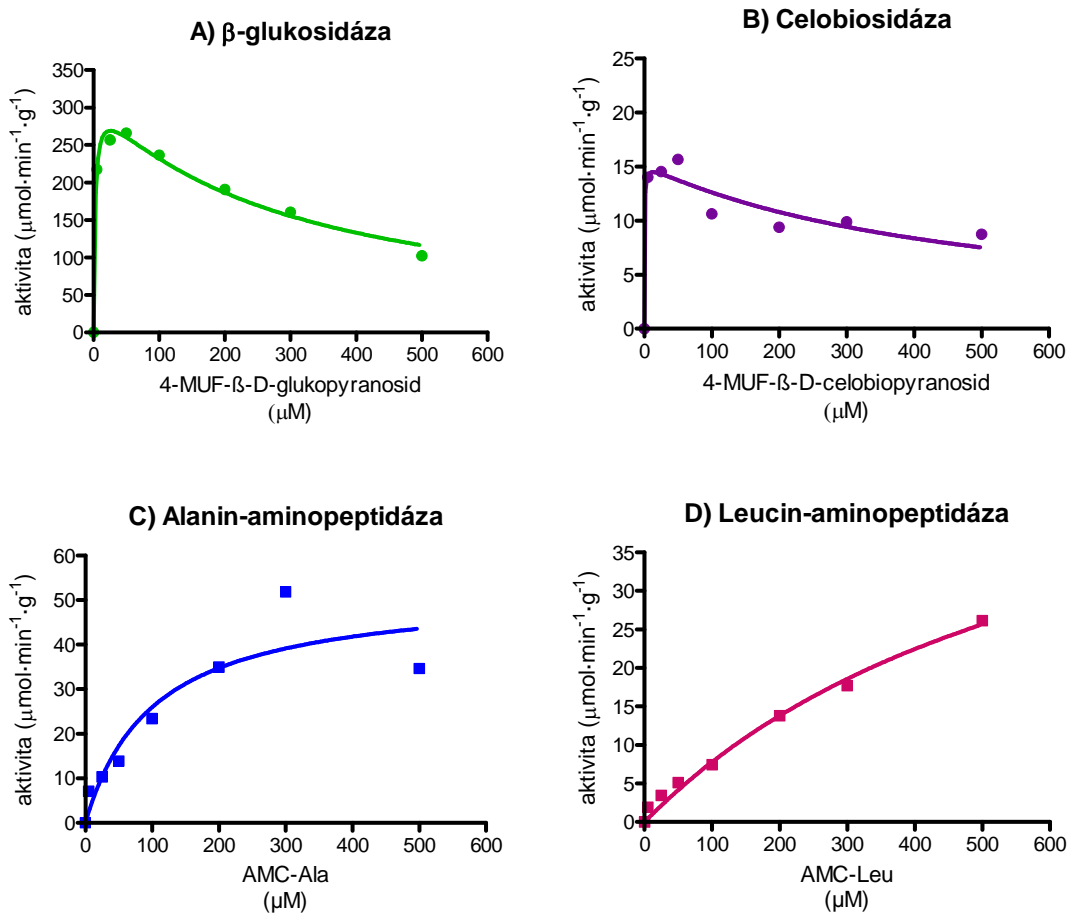 A) β-glukosidáza
aktivita (μmol·min⁻¹·g⁻¹)
350
300
250
200
150
100
50
0
0 100 200 300 400 500 600
4-MUF-ß-D-glukopyranosid
(μM)
B) Celobiosidáza
aktivita (μmol·min⁻¹·g⁻¹)
25
20
15
10
5
0
0 100 200 300 400 500 600
4-MUF-ß-D-celobiopyranosid
(μM)
C) Alanin-aminopeptidáza
aktivita (μmol·min⁻¹·g⁻¹)
60
50
40
30
20
10
0
0 100 200 300 400 500 600
AMC-Ala
(μM)
D) Leucin-aminopeptidáza
aktivita (μmol·min⁻¹·g⁻¹)
35
30
25
20
15
10
5
0
0 100 200 300 400 500 600
AMC-Leu
(μM)